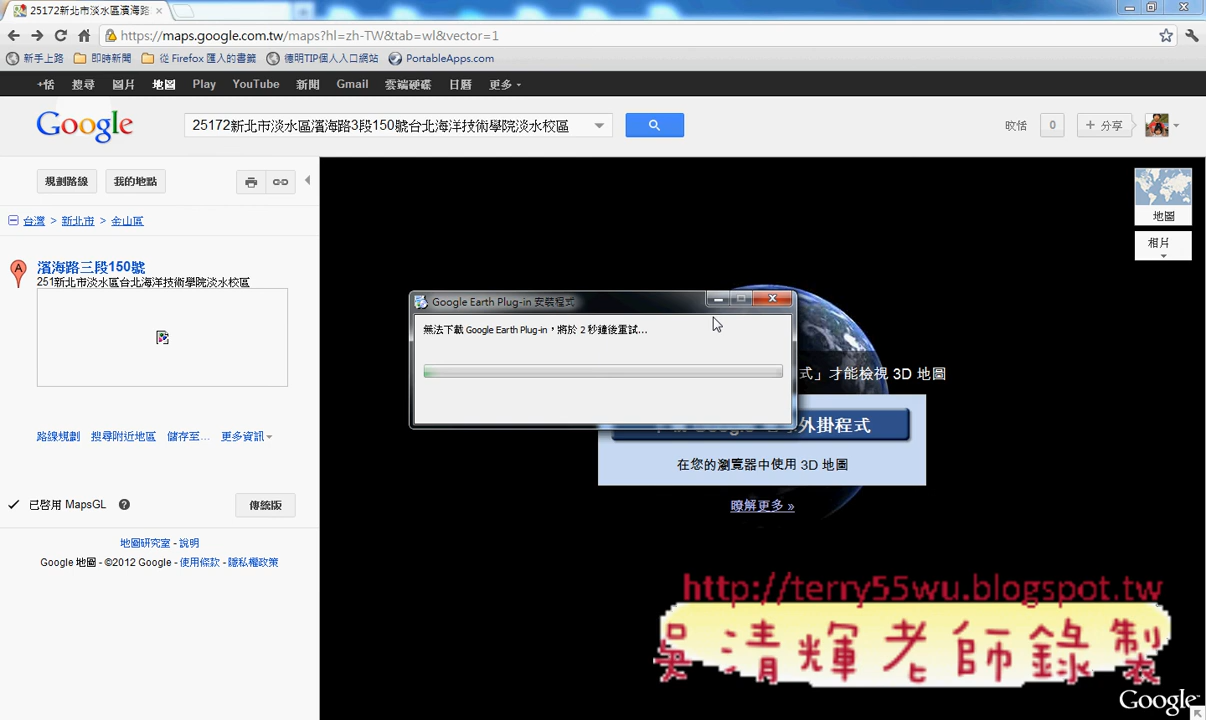 25172新北市淡水區濱海路
https://maps.google.com.tw/maps?hl=zh-TW&tab=wl&vector=1
新手上路 即時新聞 從 Firefox 匯入的書籤 德明TIP個人入口網站 PortableApps.com
+恬 搜尋 圖片 地圖 Play YouTube 新聞 Gmail 雲端硬碟 日曆 更多
Google 25172新北市淡水區濱海路3段150號台北海洋技術學院淡水校區 旼恬 0 + 分享
規劃路線 我的地點
地圖
相片
台灣 > 新北市 > 金山區
A 濱海路三段150號
251新北市淡水區台北海洋技術學院淡水校區
Google Earth Plug-in 安裝程式
無法下載 Google Earth Plug-in，將於 2 秒鐘後重試...
式」才能檢視 3D 地圖
外掛程式
在您的瀏覽器中使用 3D 地圖
瞭解更多 »
路線規劃 搜尋附近地區 儲存至... 更多資訊
已啓用 MapsGL ? 傳統版
地圖研究室 - 說明
Google 地圖 - ©2012 Google - 使用條款 - 隱私權政策
http://terry55wu.blogspot.tw
吳清輝老師錄製
Google